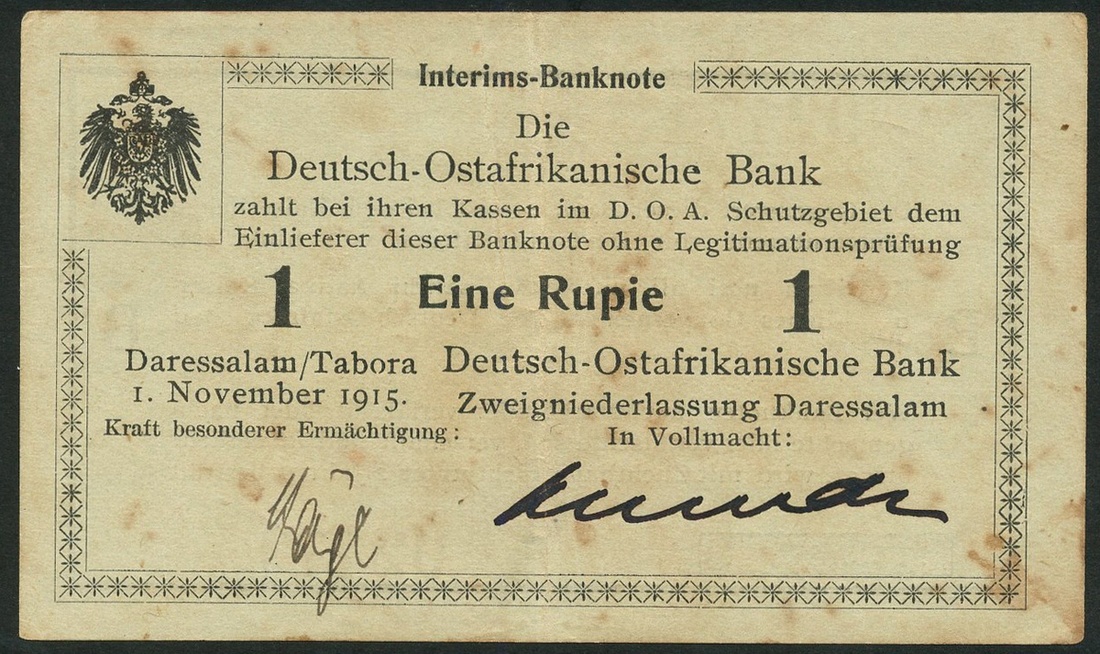 Interims-Banknote
Die
Deutsch-Ostafrikanische Bank
zahlt bei ihren Kassen im D. O. A. Schutzgebiet dem
Einlieferer dieser Banknote ohne Legitimationsprüfung
1 Eine Rupie 1
Daressalam/Tabora
1. November 1915.
Kraft besonderer Ermächtigung:
Deutsch-Ostafrikanische Bank
Zweigniederlassung Daressalam
In Vollmacht: